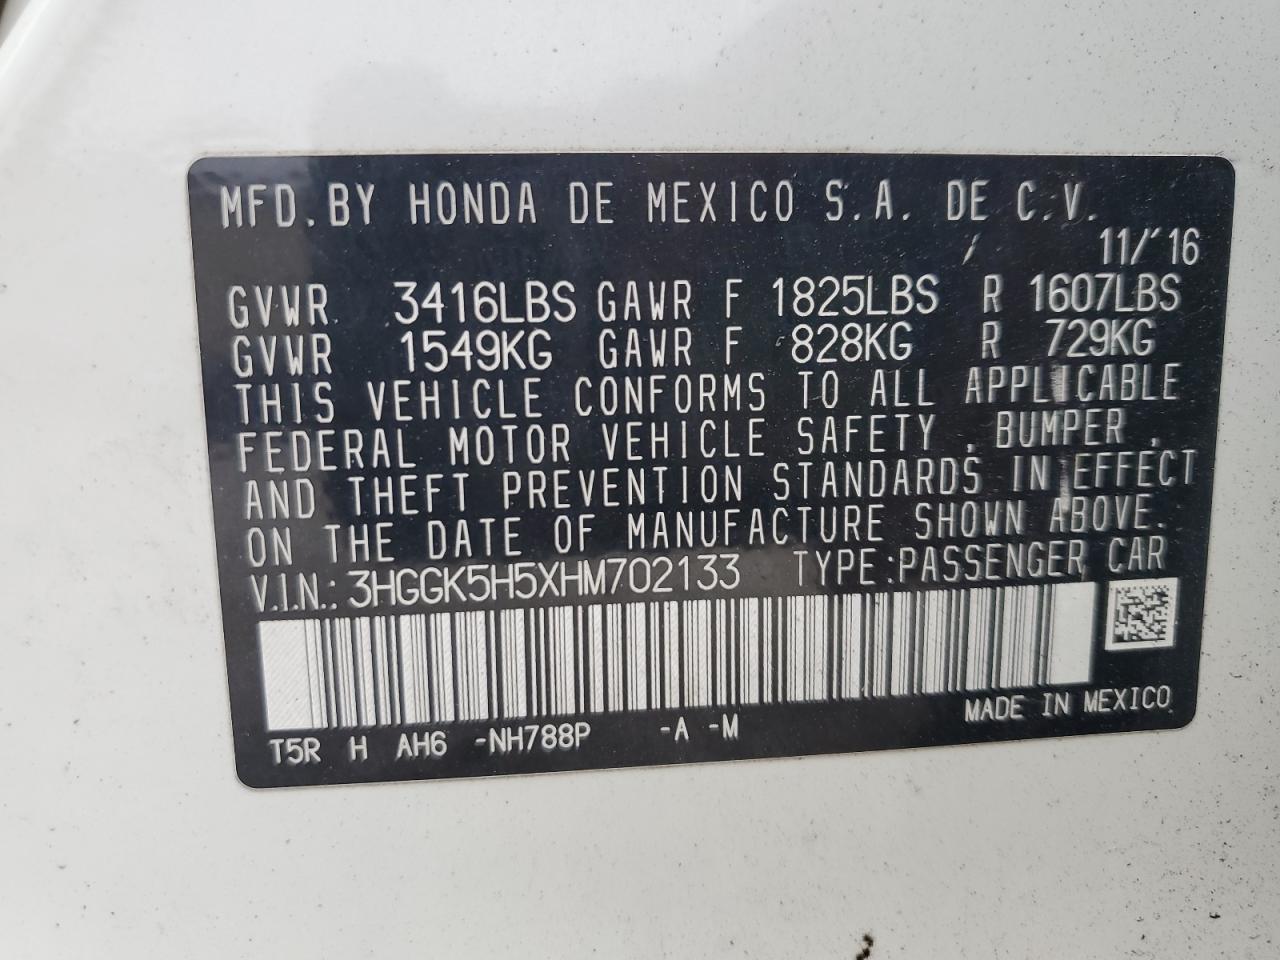 MFD.BY HONDA DE MEXICO S.A. DE C.V.
11/'16
GVWR 3416LBS GAWR F 1825LBS R 1607LBS
GVWR 1549KG GAWR F 828KG R 729KG
THIS VEHICLE CONFORMS TO ALL APPLICABLE
FEDERAL MOTOR VEHICLE SAFETY , BUMPER ,
AND THEFT PREVENTION STANDARDS IN EFFECT
ON THE DATE OF MANUFACTURE SHOWN ABOVE.
V.I.N.: 3HGGK5H5XHM702133 TYPE:PASSENGER CAR
MADE IN MEXICO
T5R H AH6 -NH788P -A -M